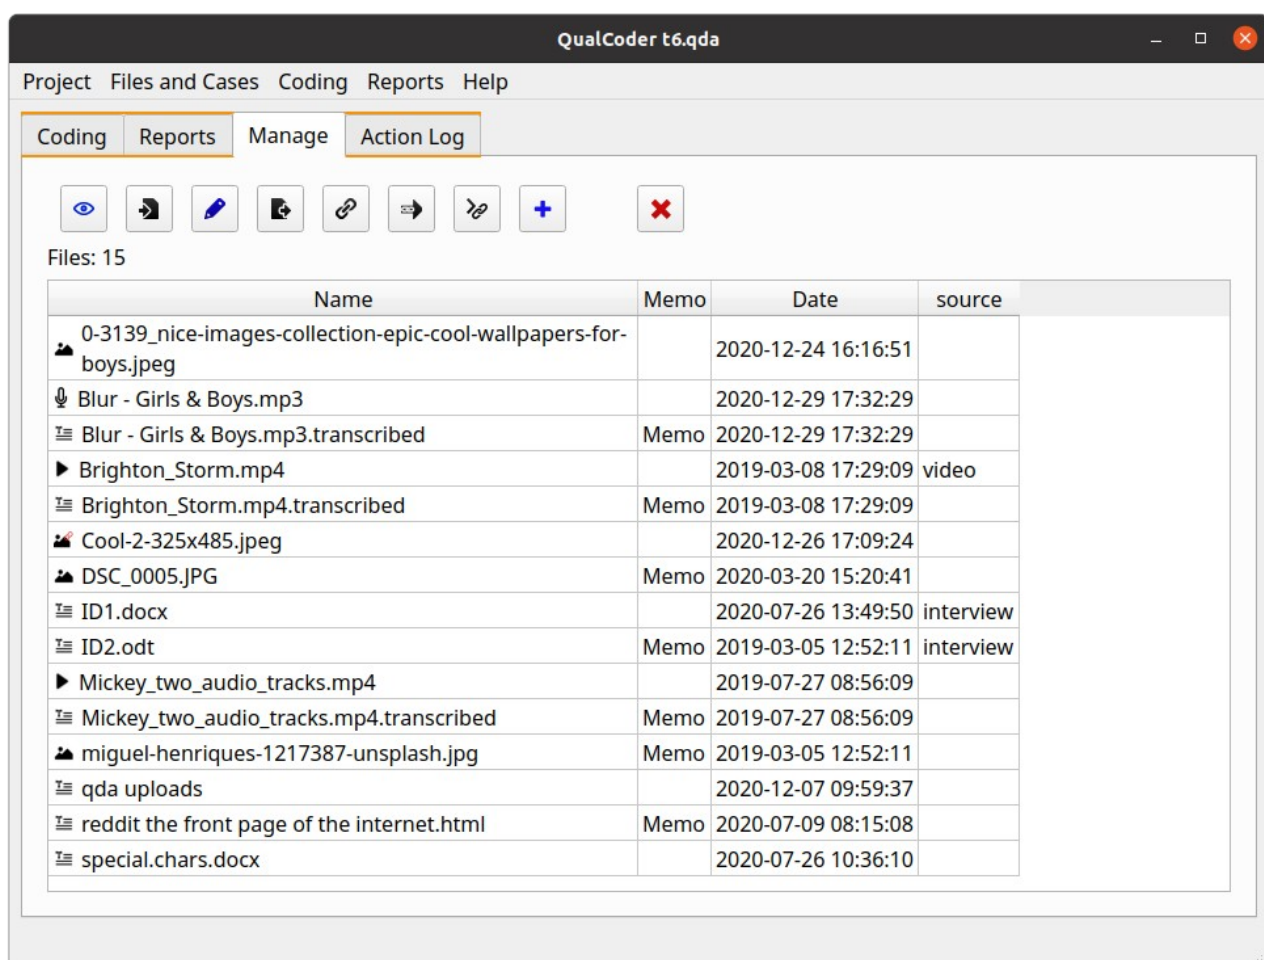 QualCoder t6.qda
Project Files and Cases Coding Reports Help
Coding Reports Manage Action Log
Files: 15
Name Memo Date source
0-3139_nice-images-collection-epic-cool-wallpapers-for-
boys.jpeg 2020-12-24 16:16:51
Blur - Girls & Boys.mp3 2020-12-29 17:32:29
Blur - Girls & Boys.mp3.transcribed Memo 2020-12-29 17:32:29
Brighton_Storm.mp4 2019-03-08 17:29:09 video
Brighton_Storm.mp4.transcribed Memo 2019-03-08 17:29:09
Cool-2-325x485.jpeg 2020-12-26 17:09:24
DSC_0005.JPG Memo 2020-03-20 15:20:41
ID1.docx 2020-07-26 13:49:50 interview
ID2.odt Memo 2019-03-05 12:52:11 interview
Mickey_two_audio_tracks.mp4 2019-07-27 08:56:09
Mickey_two_audio_tracks.mp4.transcribed Memo 2019-07-27 08:56:09
miguel-henriques-1217387-unsplash.jpg Memo 2019-03-05 12:52:11
qda uploads 2020-12-07 09:59:37
reddit the front page of the internet.html Memo 2020-07-09 08:15:08
special.chars.docx 2020-07-26 10:36:10